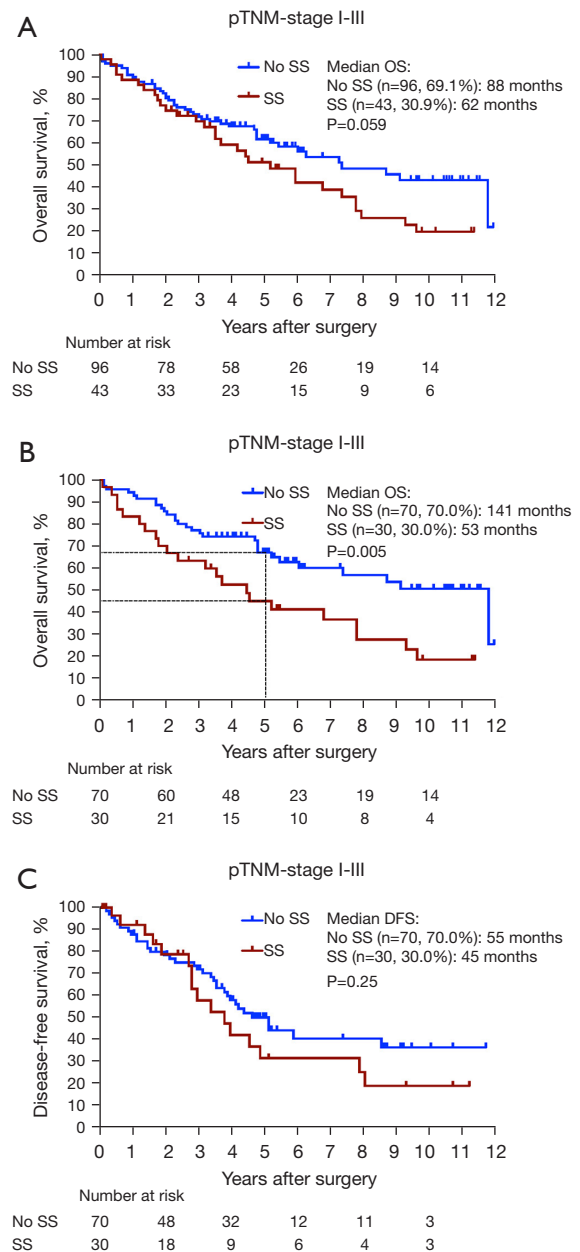 A
pTNM-stage I-III
No SS
SS
Median OS:
No SS (n=96, 69.1%): 88 months
SS (n=43, 30.9%): 62 months
P=0.059
Overall survival, %
100
90
80
70
60
50
40
30
20
10
0
0 1 2 3 4 5 6 7 8 9 10 11 12
Years after surgery
Number at risk
No SS 96 78 58 26 19 14
SS 43 33 23 15 9 6
B
pTNM-stage I-III
No SS
SS
Median OS:
No SS (n=70, 70.0%): 141 months
SS (n=30, 30.0%): 53 months
P=0.005
Overall survival, %
100
90
80
70
60
50
40
30
20
10
0
0 1 2 3 4 5 6 7 8 9 10 11 12
Years after surgery
Number at risk
No SS 70 60 48 23 19 14
SS 30 21 15 10 8 4
C
pTNM-stage I-III
No SS
SS
Median DFS:
No SS (n=70, 70.0%): 55 months
SS (n=30, 30.0%): 45 months
P=0.25
Disease-free survival, %
100
90
80
70
60
50
40
30
20
10
0
0 1 2 3 4 5 6 7 8 9 10 11 12
Years after surgery
Number at risk
No SS 70 48 32 12 11 3
SS 30 18 9 6 4 3